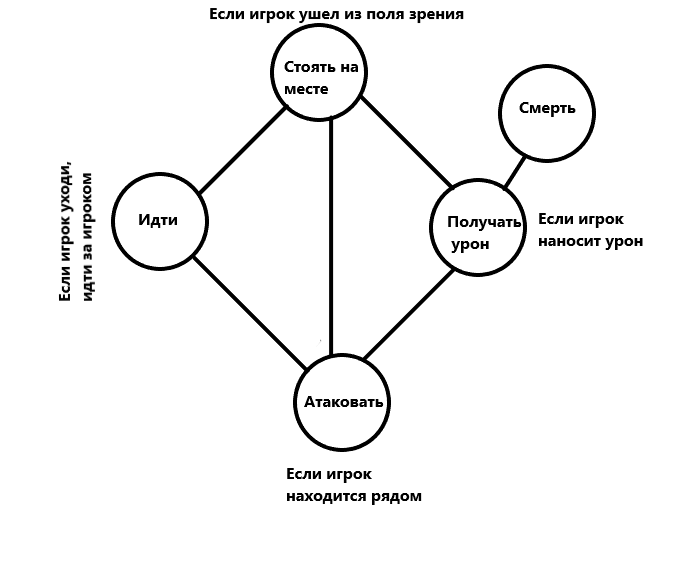 Если игрок ушел из поля зрения
Стоять на
месте
Смерть
Если игрок уходи,
идти за игроком
Идти
Получать
урон
Если игрок
наносит урон
Атаковать
Если игрок
находится рядом